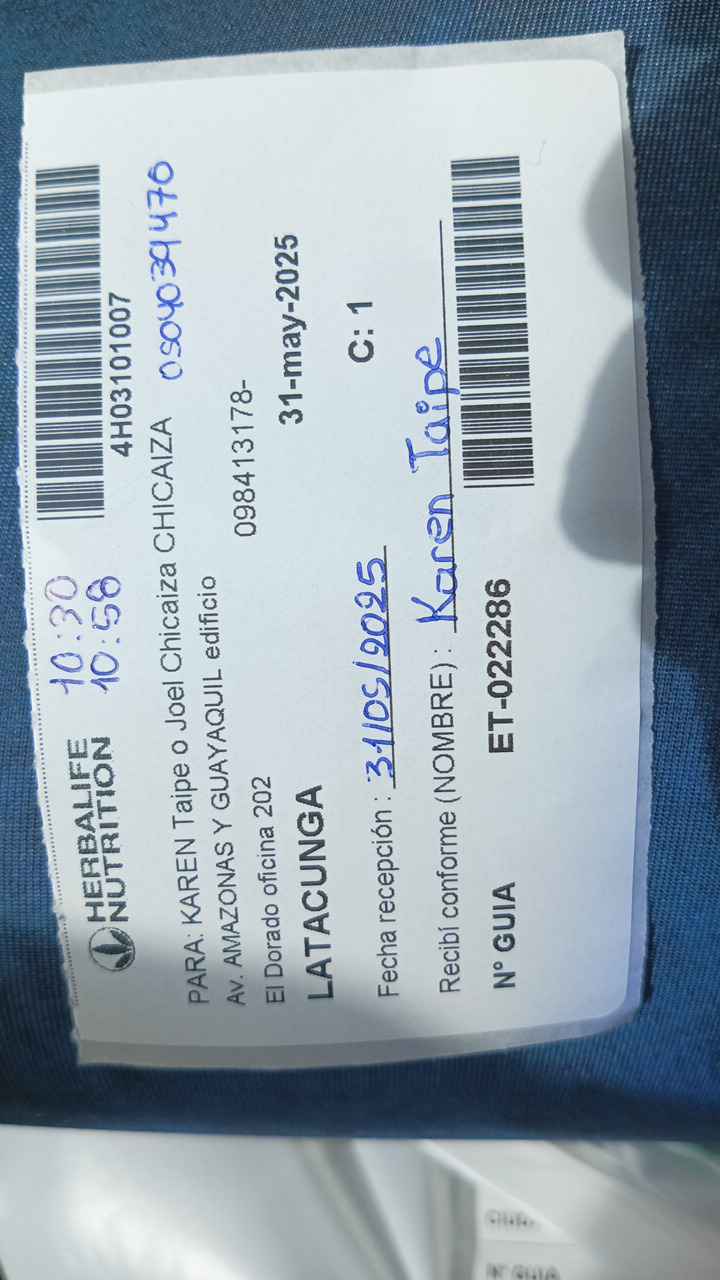 HERBALIFE
NUTRITION
10:30
10:58
4H03101007
PARA: KAREN Taipe o Joel Chicaiza CHICAIZA
0504039470
Av. AMAZONAS Y GUAYAQUIL edificio
El Dorado oficina 202
098413178-
LATACUNGA
31-may-2025
Fecha recepción : 31/05/2025
C: 1
Recibí conforme (NOMBRE) : Karen Taipe
N° GUIA
ET-022286
N° GUIA